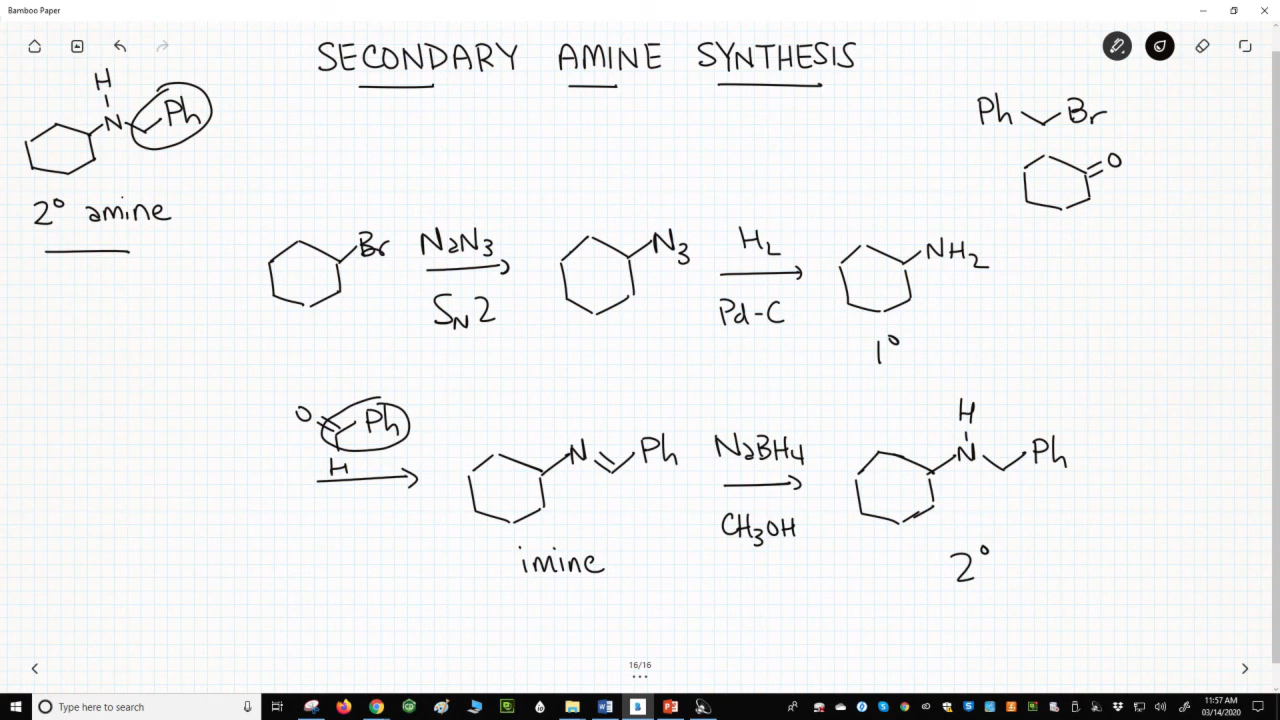 Bamboo Paper
SECONDARY AMINE SYNTHESIS
H
N
Ph
2° amine
Ph Br
O
Br
NaN3
SN2
N3
H2
Pd-C
NH2
1°
O
Ph
H
N
Ph
imine
NaBH4
CH3OH
H
N
Ph
2°
16/16
Type here to search
11:57 AM
03/14/2020